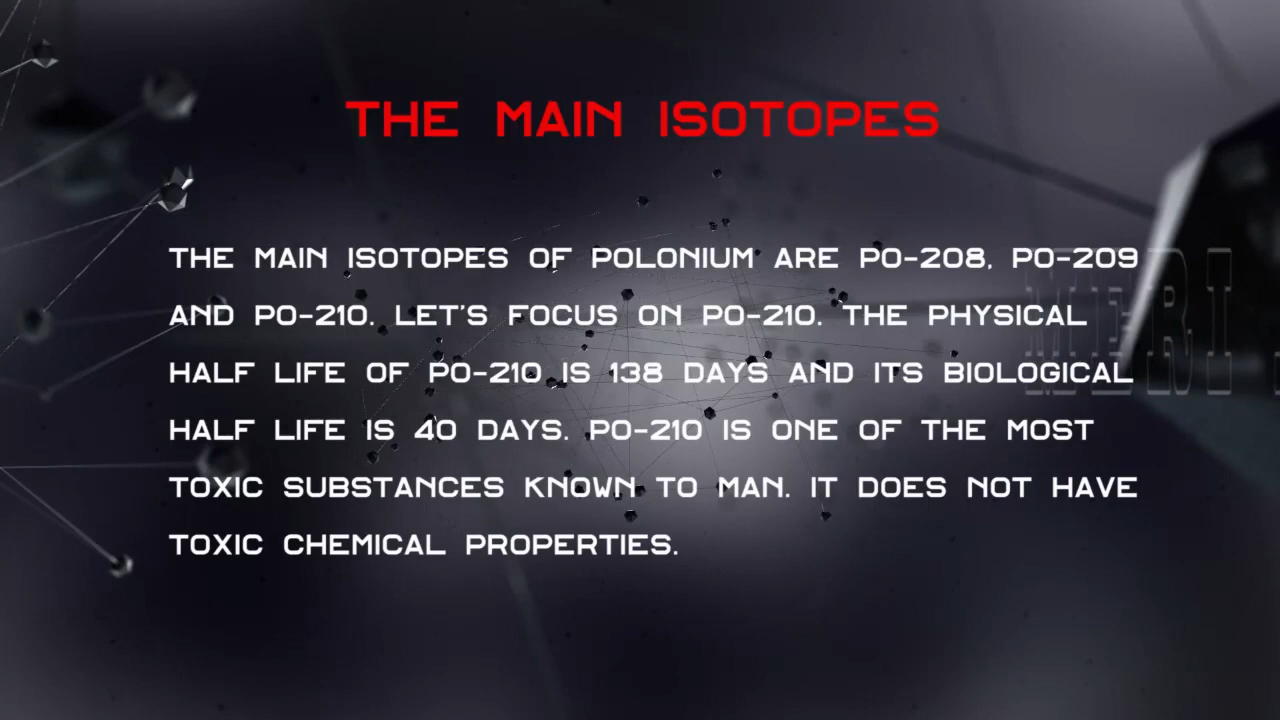 THE MAIN ISOTOPES
THE MAIN ISOTOPES OF POLONIUM ARE PO-208, PO-209
AND PO-210. LET'S FOCUS ON PO-210. THE PHYSICAL
HALF LIFE OF PO-210 IS 138 DAYS AND ITS BIOLOGICAL
HALF LIFE IS 40 DAYS. PO-210 IS ONE OF THE MOST
TOXIC SUBSTANCES KNOWN TO MAN. IT DOES NOT HAVE
TOXIC CHEMICAL PROPERTIES.